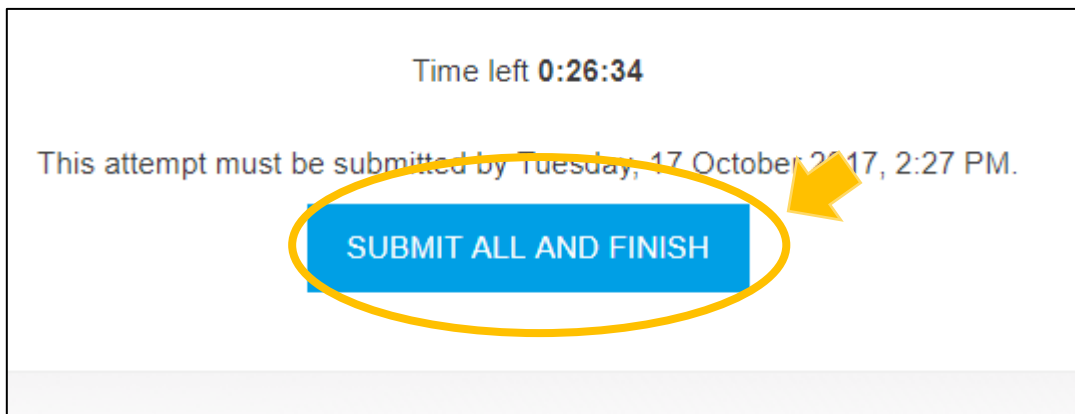 Time left 0:26:34
This attempt must be submitted by Tuesday, 17 October 2017, 2:27 PM.
SUBMIT ALL AND FINISH